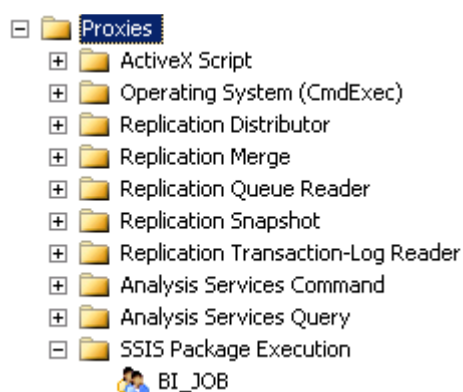 Proxies
ActiveX Script
Operating System (CmdExec)
Replication Distributor
Replication Merge
Replication Queue Reader
Replication Snapshot
Replication Transaction-Log Reader
Analysis Services Command
Analysis Services Query
SSIS Package Execution
BI_JOB